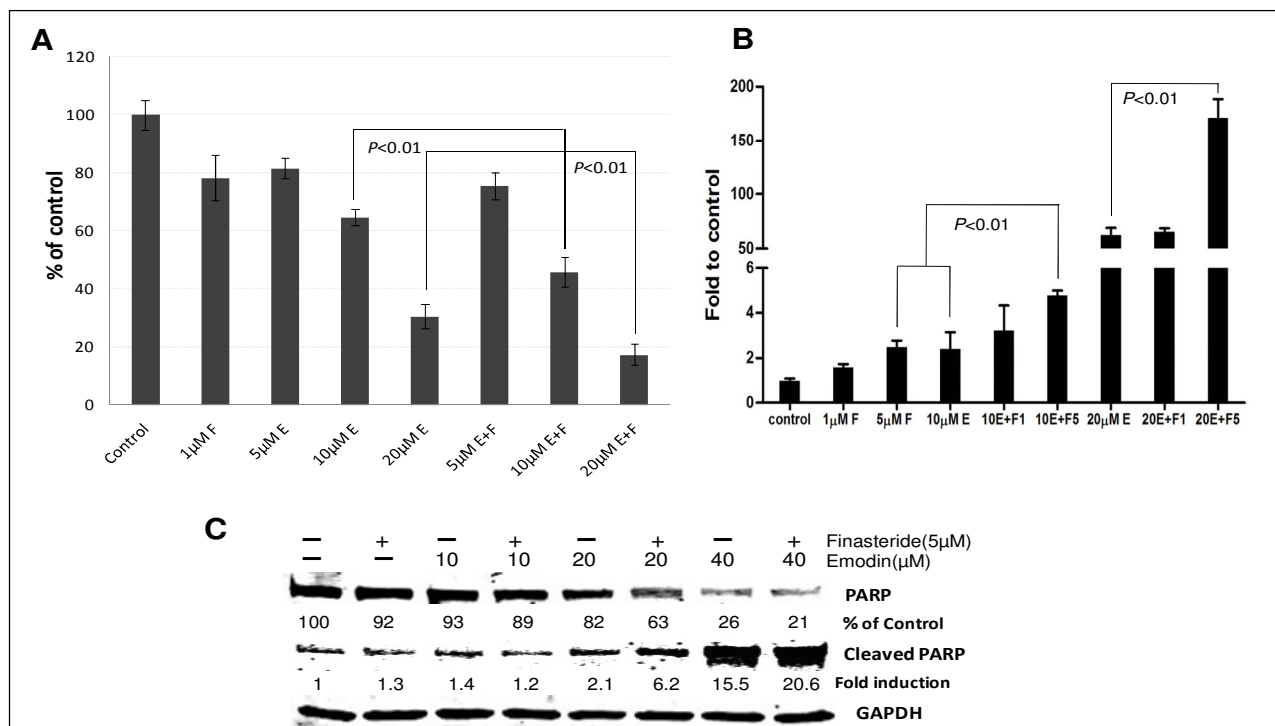 A
120
100
80
60
40
20
0
% of control
P<0.01
P<0.01
Control
1µM F
5µM E
10µM E
20µM E
5µM E+F
10µM E+F
20µM E+F
B
200
150
100
50
6
4
2
0
Fold to control
P<0.01
P<0.01
control
1µM F
5µM F
10µM E
10E+F1
10E+F5
20µM E
20E+F1
20E+F5
C
– + – + – + – + Finasteride(5µM)
– – 10 10 20 20 40 40 Emodin(µM)
PARP
100 92 93 89 82 63 26 21 % of Control
Cleaved PARP
1 1.3 1.4 1.2 2.1 6.2 15.5 20.6 Fold induction
GAPDH